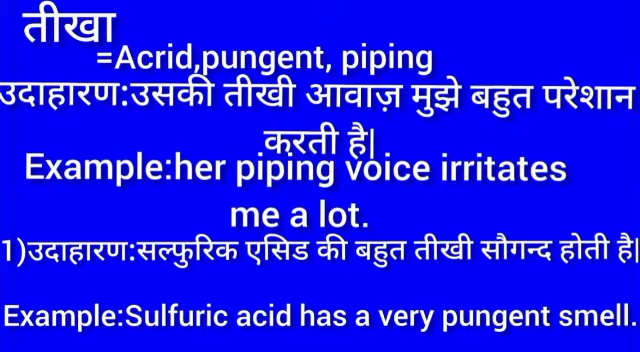 तीखा
=Acrid,pungent, piping
उदाहारण:उसकी तीखी आवाज़ मुझे बहुत परेशान
करती है|
Example:her piping voice irritates
me a lot.
1)उदाहारण:सल्फुरिक एसिड की बहुत तीखी सौगन्द होती है|
Example:Sulfuric acid has a very pungent smell.